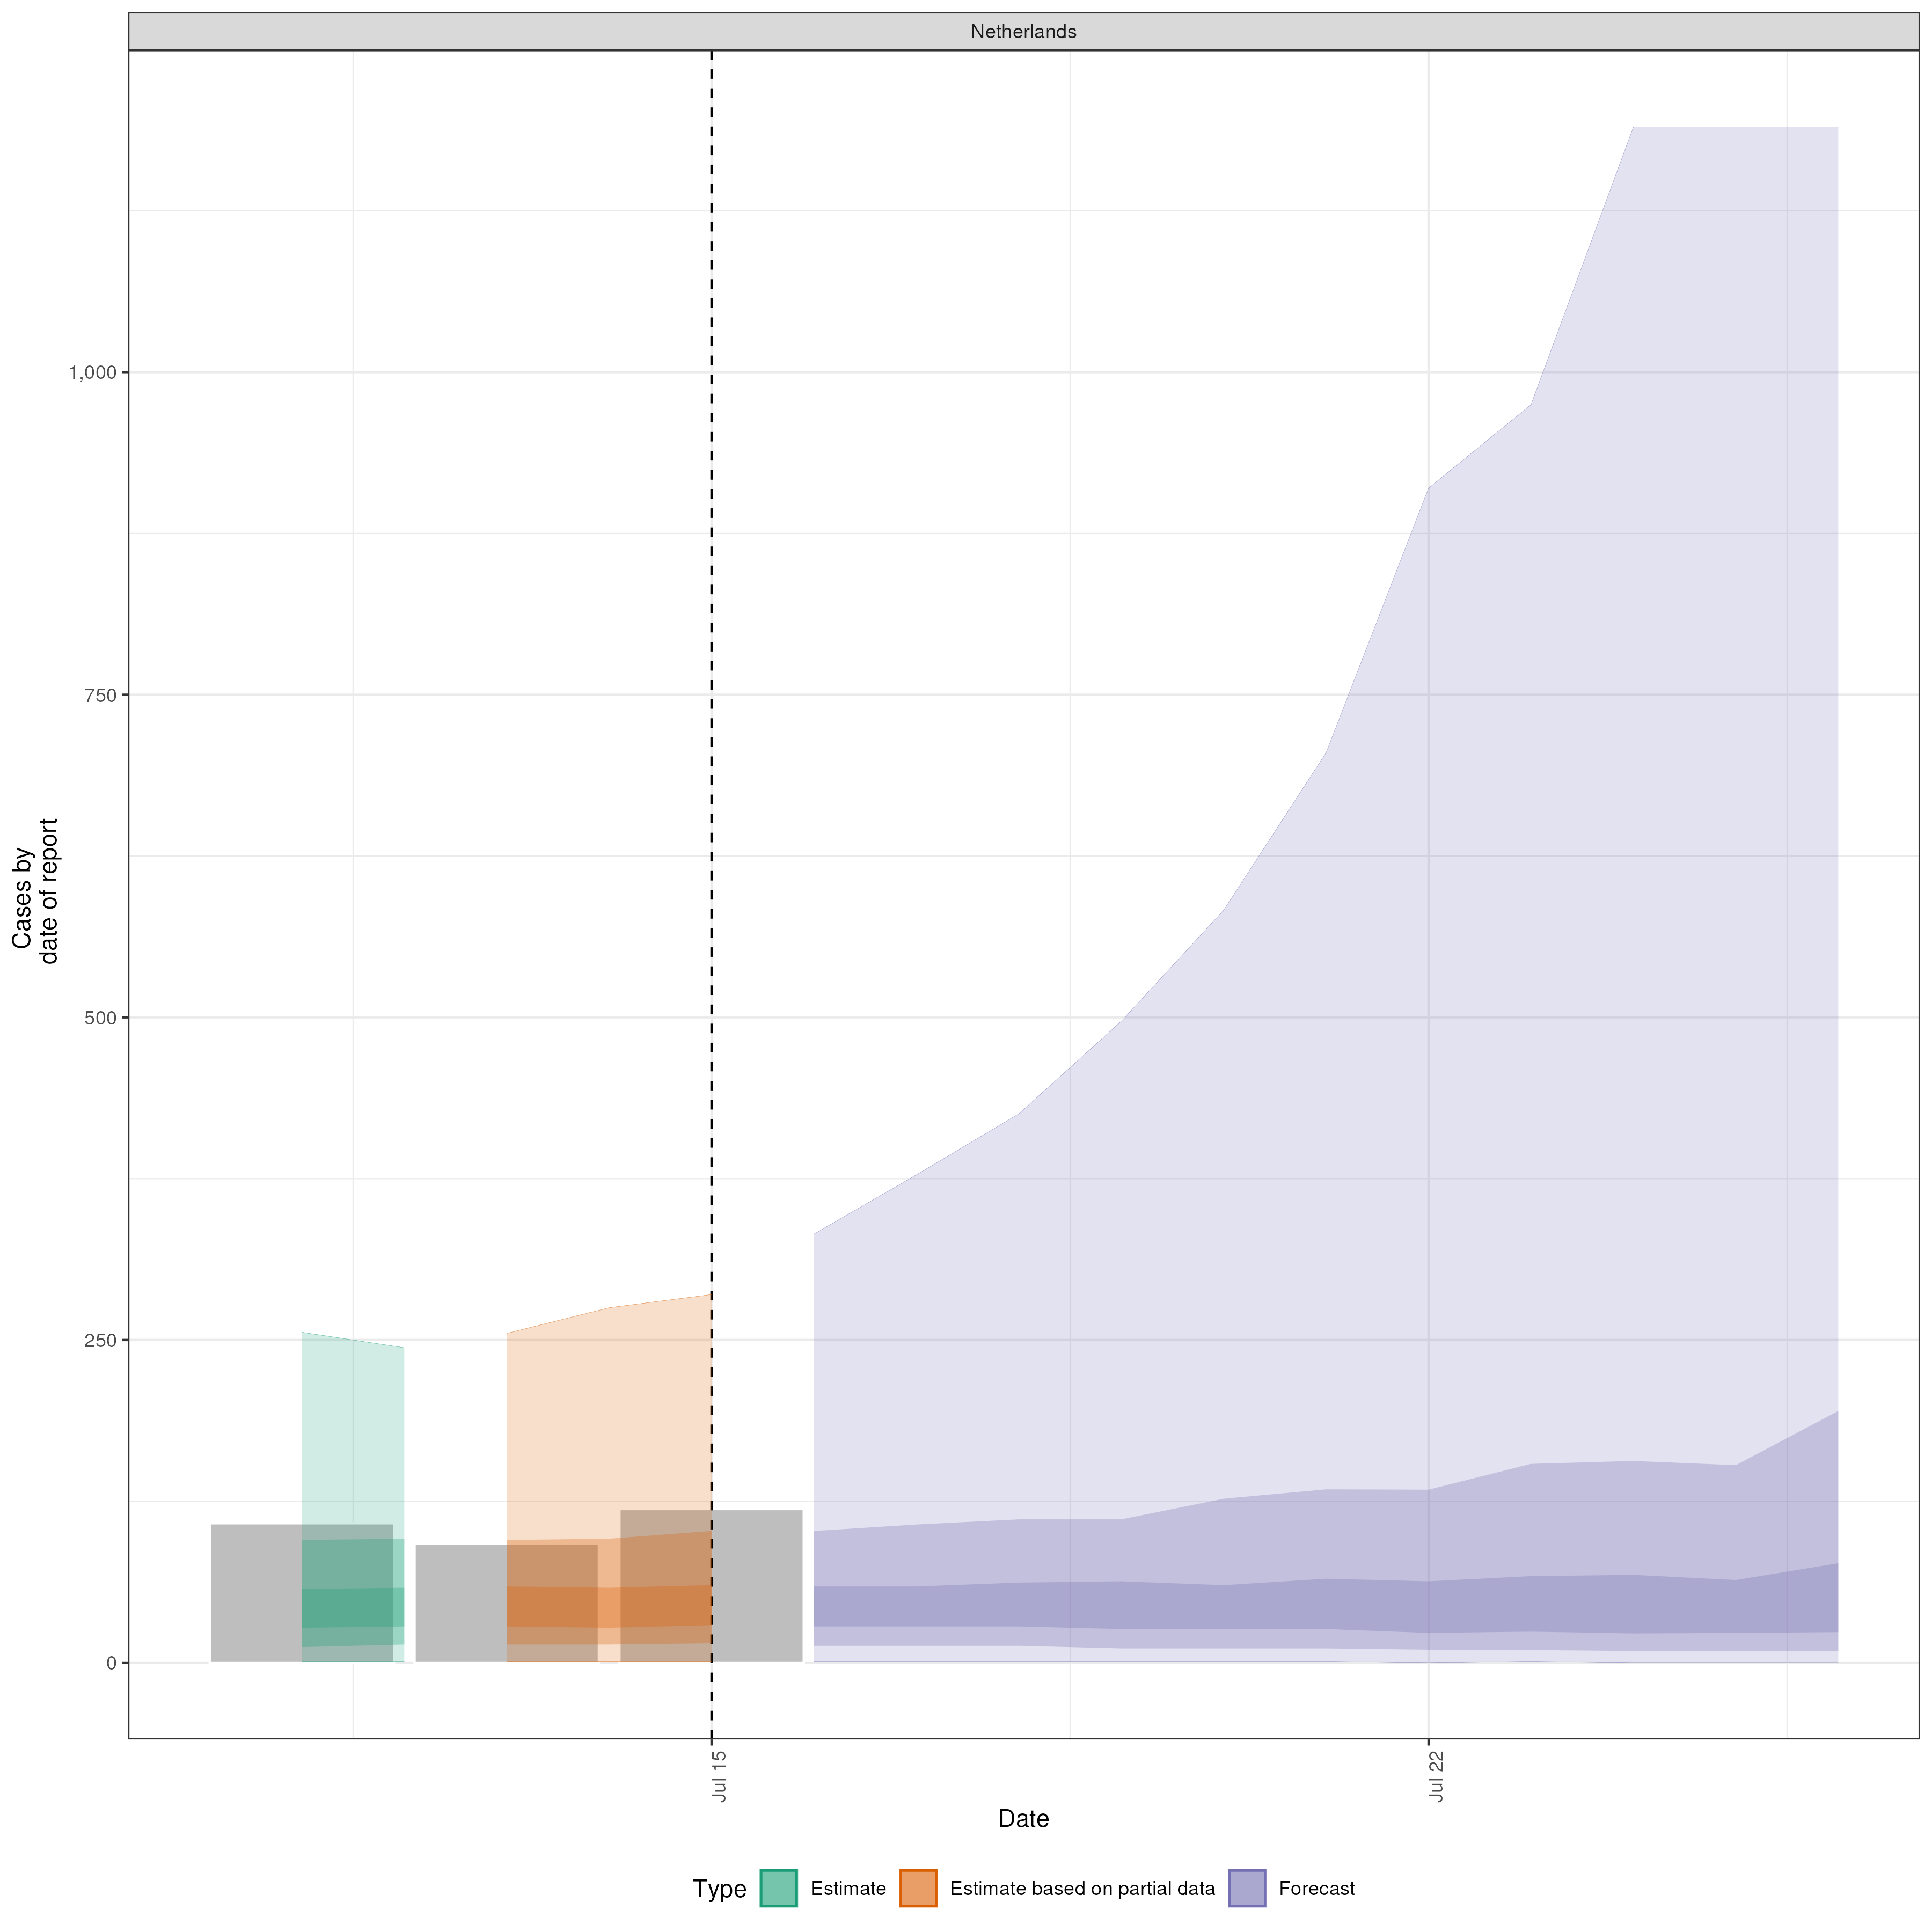 Netherlands
1,000
750
500
250
0
Cases by
date of report
Jul 15
Jul 22
Date
Type
Estimate
Estimate based on partial data
Forecast